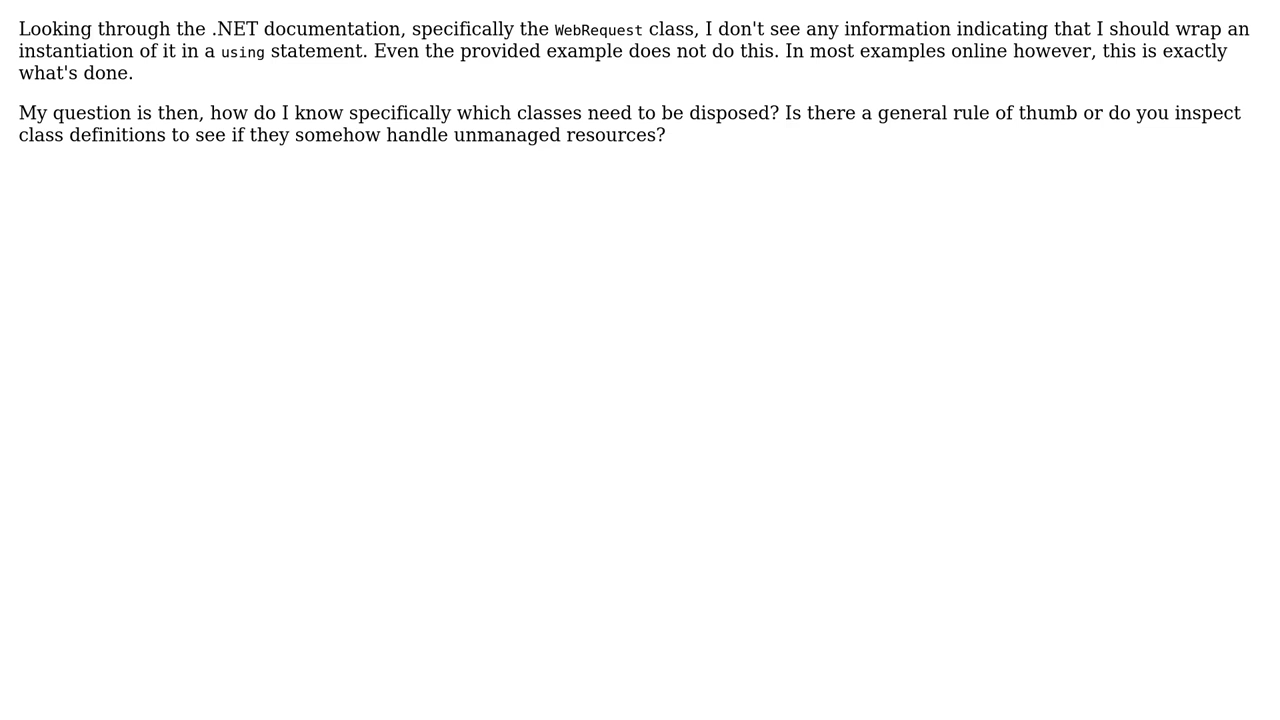 Looking through the .NET documentation, specifically the WebRequest class, I don't see any information indicating that I should wrap an
instantiation of it in a using statement. Even the provided example does not do this. In most examples online however, this is exactly
what's done.
My question is then, how do I know specifically which classes need to be disposed? Is there a general rule of thumb or do you inspect
class definitions to see if they somehow handle unmanaged resources?